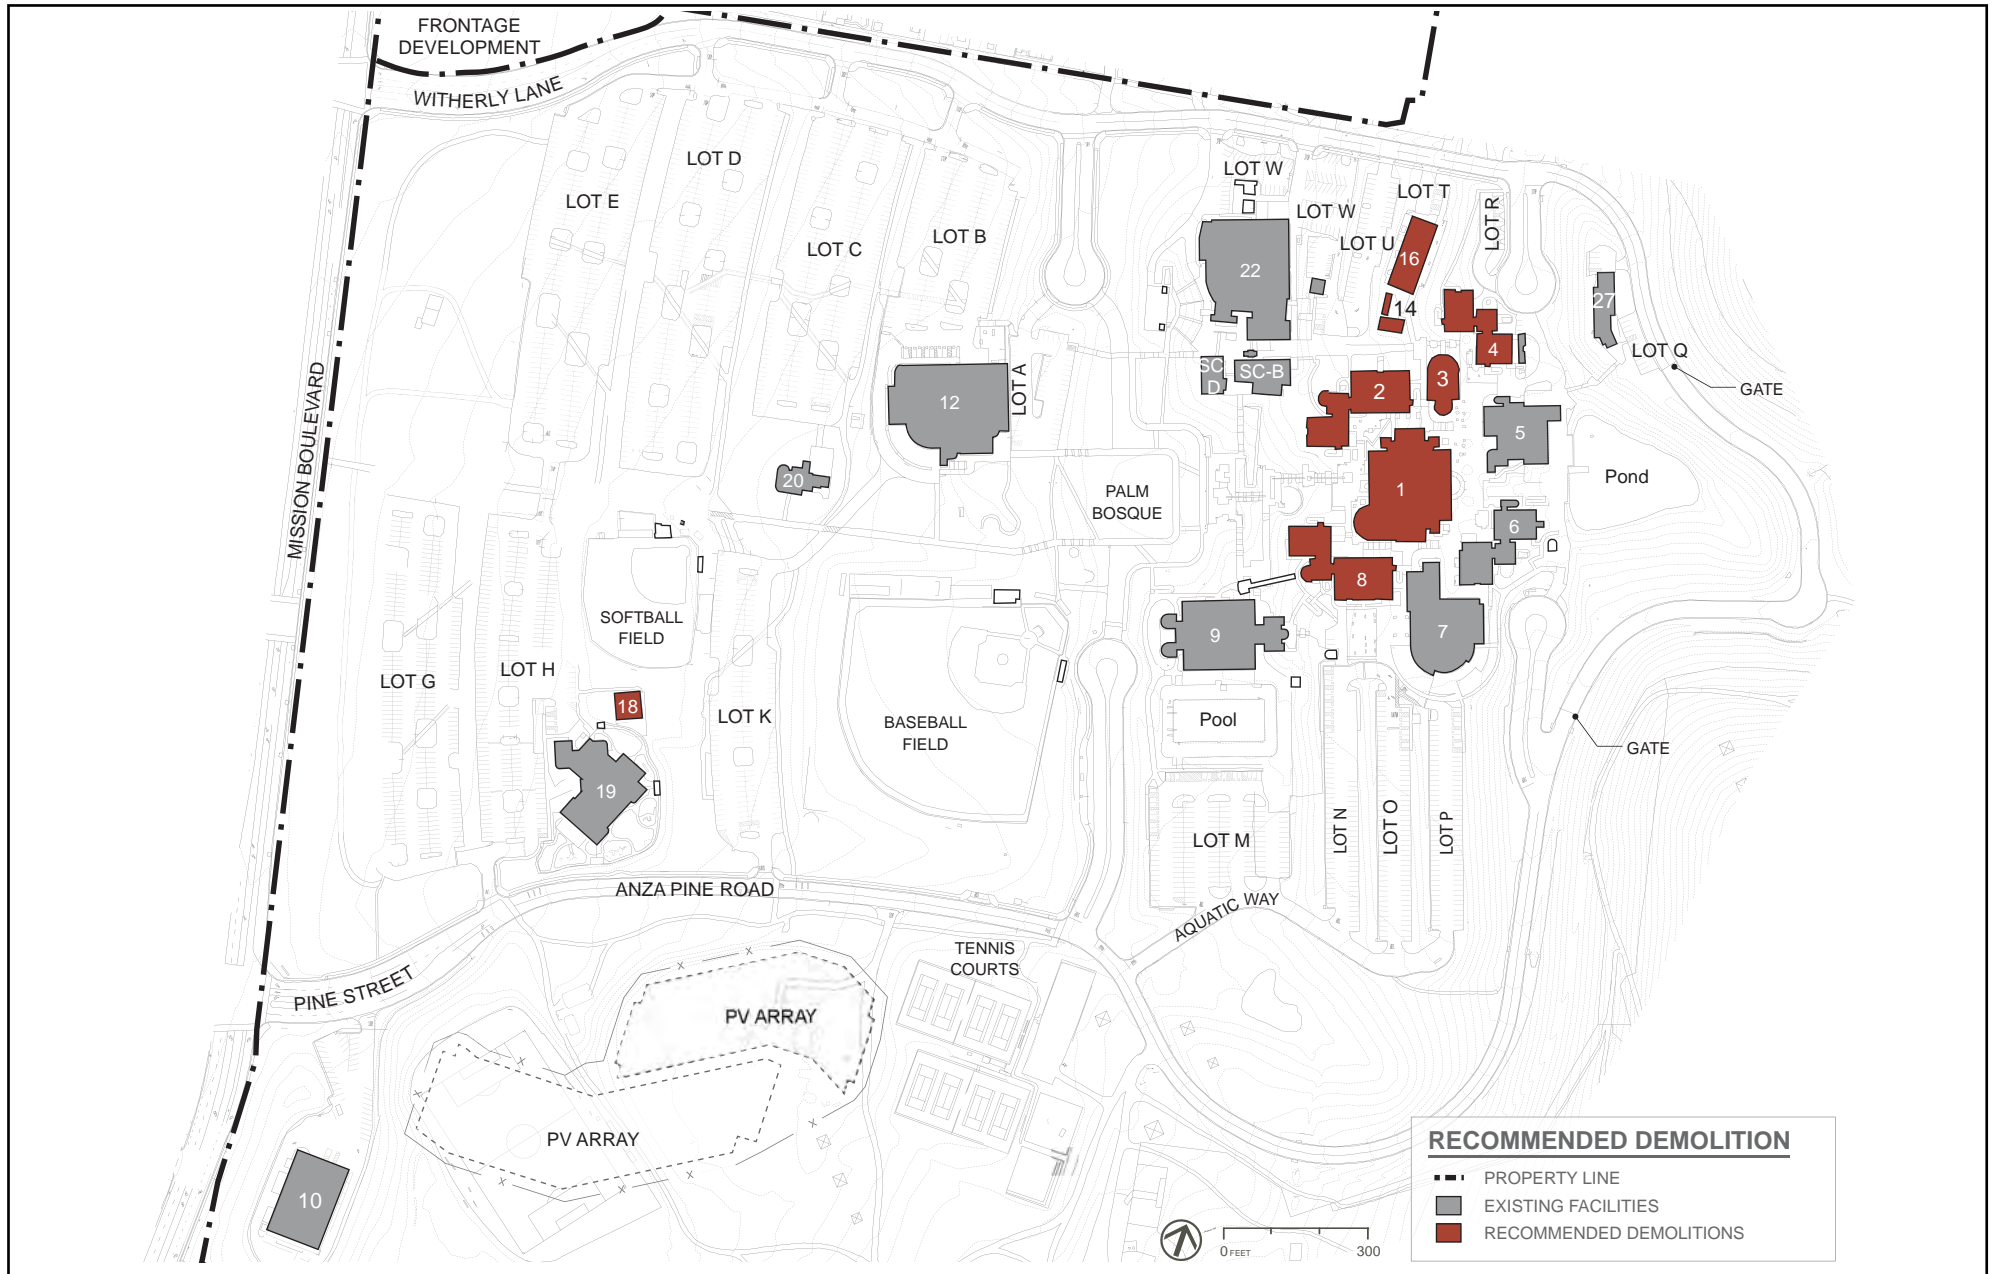 FRONTAGE
DEVELOPMENT
WITHERLY LANE
LOT D
LOT E
LOT C
LOT B
LOT W
LOT W
LOT T
LOT U
LOT R
22
16
14
27
LOT Q
GATE
4
3
2
SC
D
SC-B
12
LOT A
5
MISSION BOULEVARD
20
PALM
BOSQUE
1
Pond
6
8
SOFTBALL
FIELD
9
7
LOT H
LOT G
18
LOT K
BASEBALL
FIELD
Pool
GATE
19
LOT M
LOT N
LOT O
LOT P
ANZA PINE ROAD
AQUATIC WAY
TENNIS
COURTS
PINE STREET
PV ARRAY
PV ARRAY
10
RECOMMENDED DEMOLITION
PROPERTY LINE
EXISTING FACILITIES
RECOMMENDED DEMOLITIONS
0 FEET
300